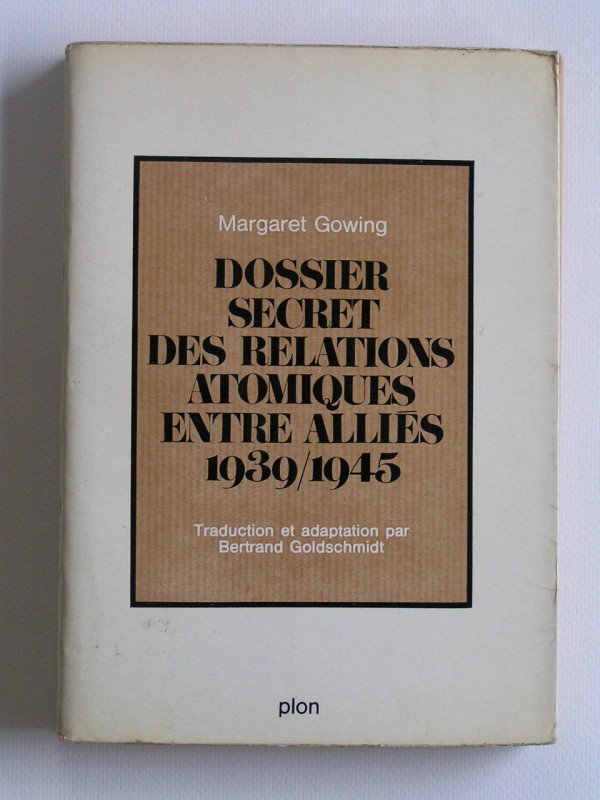 Margaret Gowing
DOSSIER
SECRET
DES RELATIONS
ATOMIQUES
ENTRE ALLIÉS
1939/1945
Traduction et adaptation par
Bertrand Goldschmidt
plon